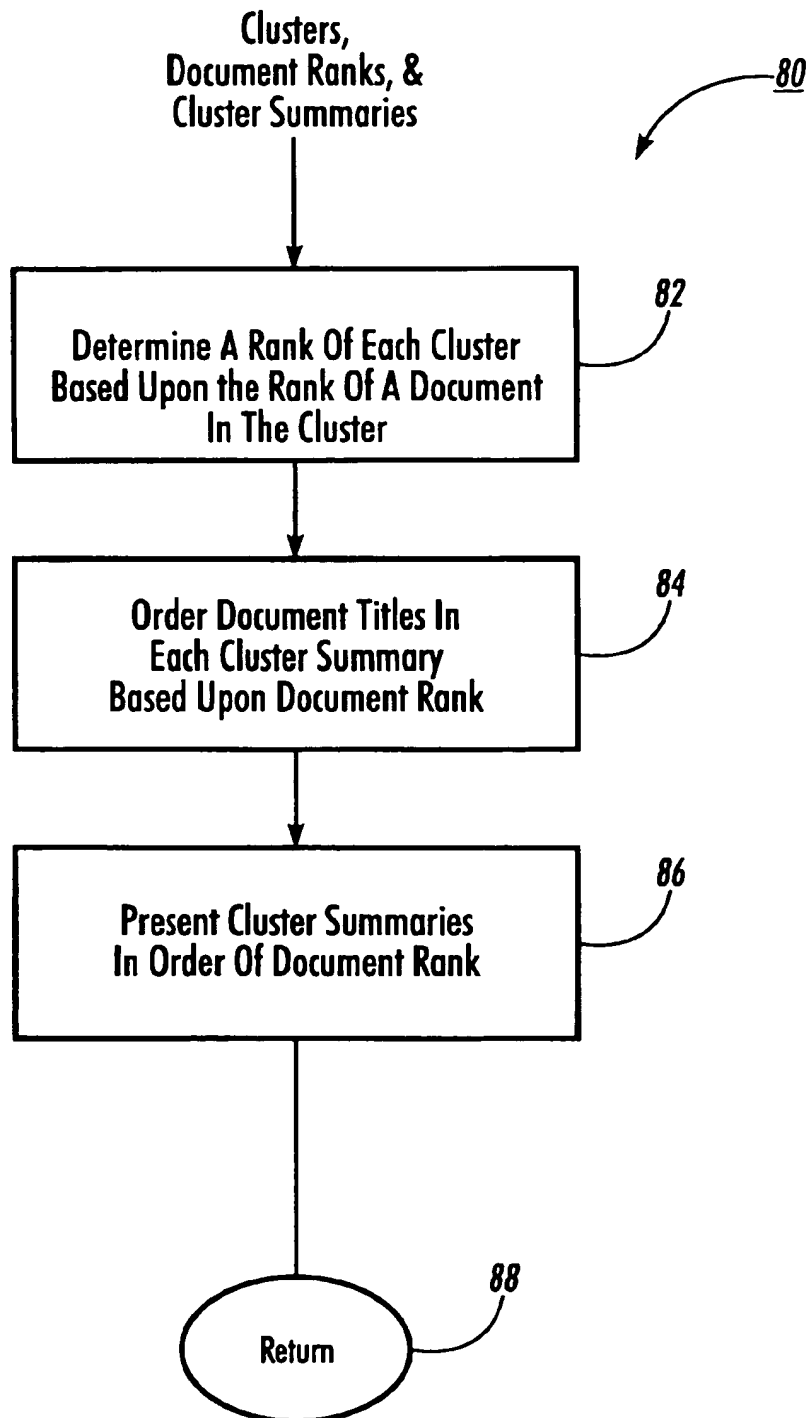 Clusters,
Document Ranks, &
Cluster Summaries
80
82
Determine A Rank Of Each Cluster
Based Upon the Rank Of A Document
In The Cluster
84
Order Document Titles In
Each Cluster Summary
Based Upon Document Rank
86
Present Cluster Summaries
In Order Of Document Rank
88
Return